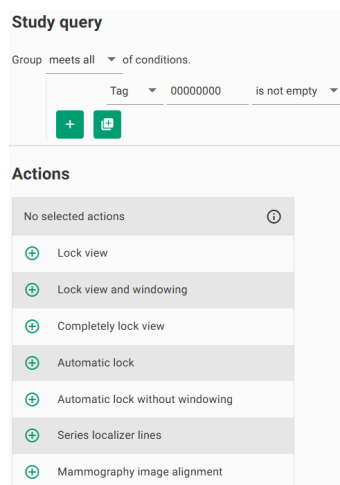 Study query
Group meets all of conditions.
Tag 00000000 is not empty
+
Actions
No selected actions
Lock view
Lock view and windowing
Completely lock view
Automatic lock
Automatic lock without windowing
Series localizer lines
Mammography image alignment